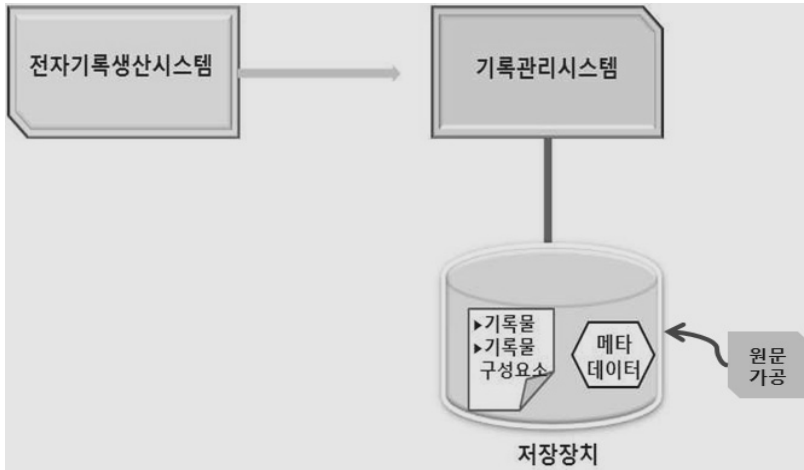 전자기록생산시스템
기록관리시스템
▶기록물
▶기록물
구성요소
메타
데이터
원문
가공
저장장치